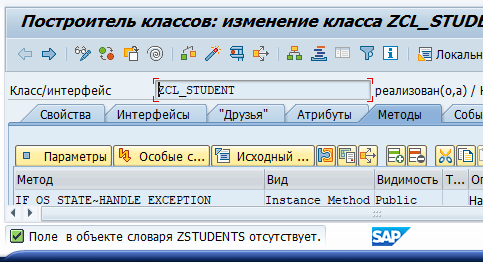 Построитель классов: изменение класса ZCL_STUDE
Локальн
Класс/интерфейс ZCL_STUDENT реализован(о,а) / Н
Свойства Интерфейсы "Друзья" Атрибуты Методы Собы
Параметры Особые с... Исходный ...
Метод Вид Видимость Т... Оп
IF_OS_STATE~HANDLE_EXCEPTION Instance Method Public На
Поле в объекте словаря ZSTUDENTS отсутствует. SAP